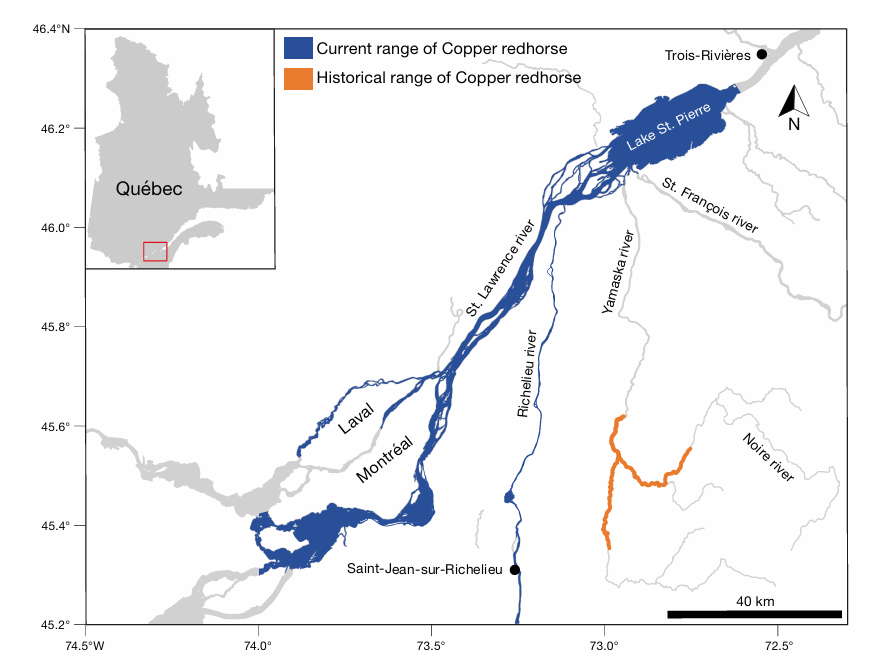 46.4°N
46.2°
46.0°
45.8°
45.6°
45.4°
45.2°
74.5°W
74.0°
73.5°
73.0°
72.5°
Québec
Current range of Copper redhorse
Historical range of Copper redhorse
Trois-Rivières
N
Lake St. Pierre
St. François river
St. Lawrence river
Yamaska river
Richelieu river
Laval
Montréal
Noire river
Saint-Jean-sur-Richelieu
40 km